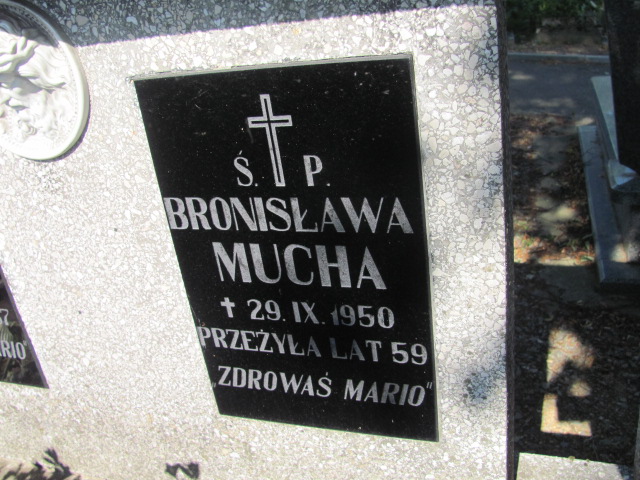 Ś. P.
BRONISŁAWA
MUCHA
† 29. IX. 1950
PRZEŻYŁA LAT 59
„ZDROWAŚ MARIO"